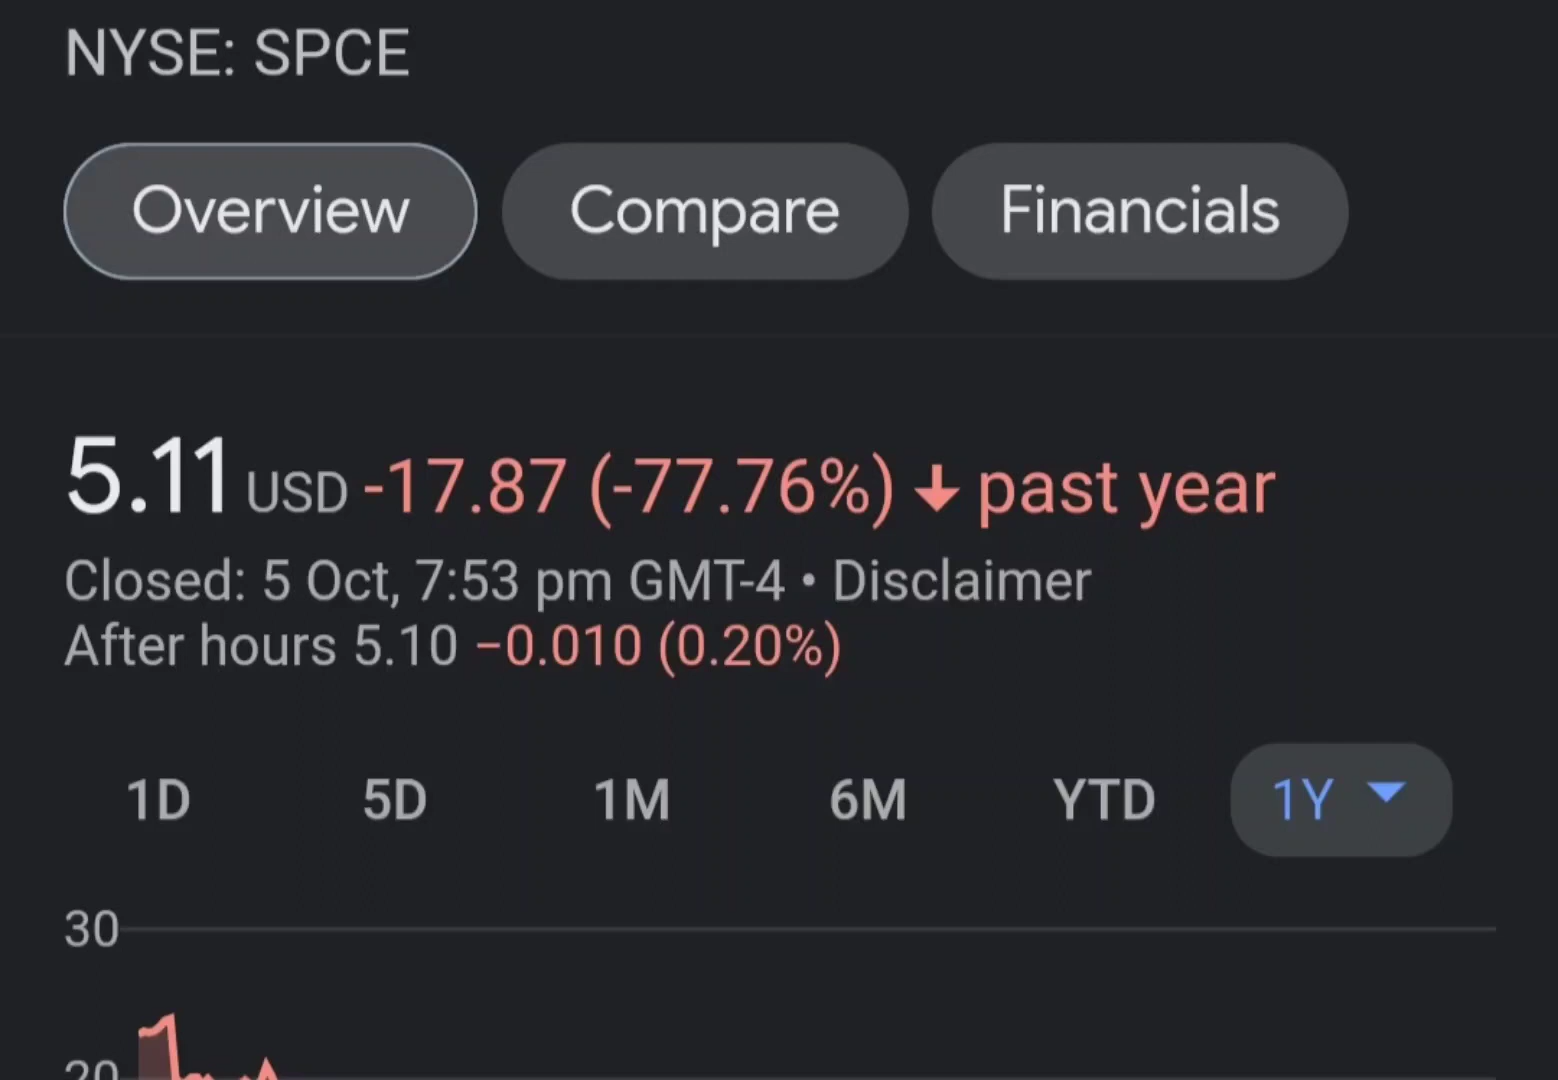 NYSE: SPCE
Overview Compare Financials
5.11 USD -17.87 (-77.76%) ↓ past year
Closed: 5 Oct, 7:53 pm GMT-4 • Disclaimer
After hours 5.10 −0.010 (0.20%)
1D 5D 1M 6M YTD 1Y
30
20